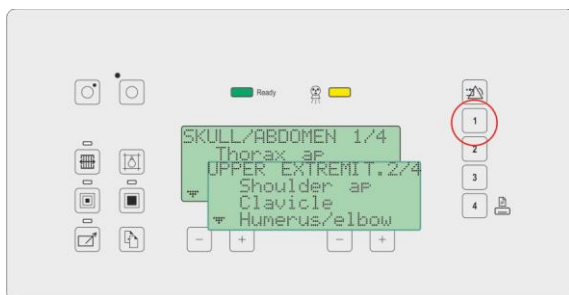 Ready
1
SKULL/ABDOMEN 1/4
Thorax ap
2
UPPER EXTREMIT.2/4
Shoulder ap
3
Clavicle
Humerus/elbow
4
- + - +